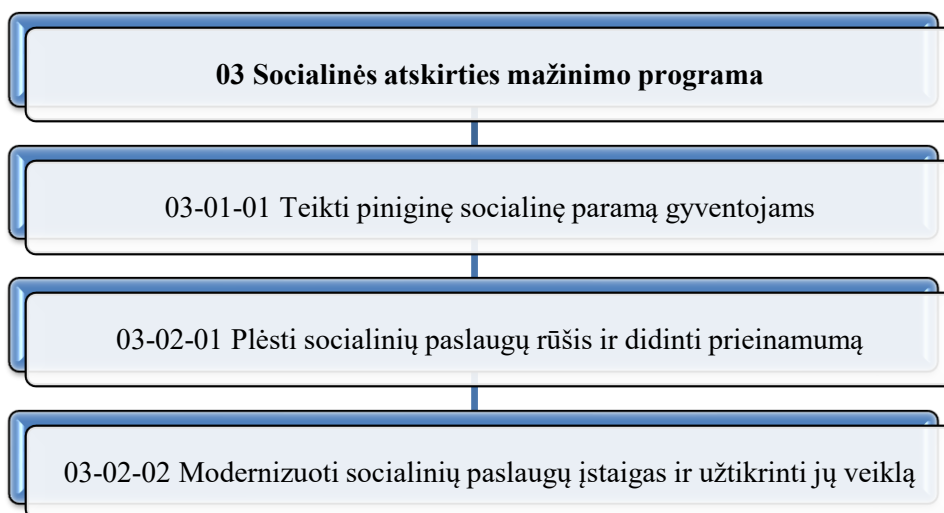 03 Socialinės atskirties mažinimo programa
03-01-01 Teikti piniginę socialinę paramą gyventojams
03-02-01 Plėsti socialinių paslaugų rūšis ir didinti prieinamumą
03-02-02 Modernizuoti socialinių paslaugų įstaigas ir užtikrinti jų veiklą